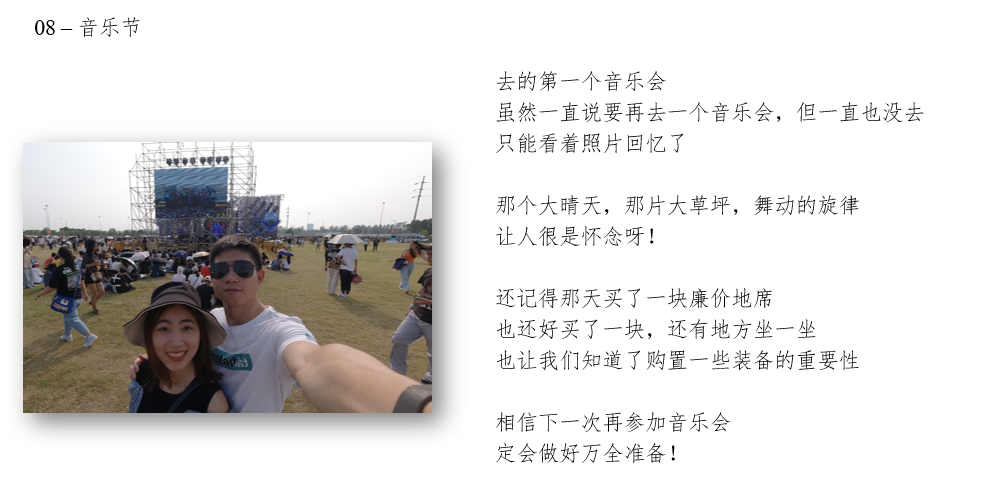 08 – 音乐节
去的第一个音乐会
虽然一直说要再去一个音乐会，但一直也没去
只能看着照片回忆了
那个大晴天，那片大草坪，舞动的旋律
让人很是怀念呀！
还记得那天买了一块廉价地席
也还好买了一块，还有地方坐一坐
也让我们知道了购置一些装备的重要性
相信下一次再参加音乐会
定会做好万全准备！